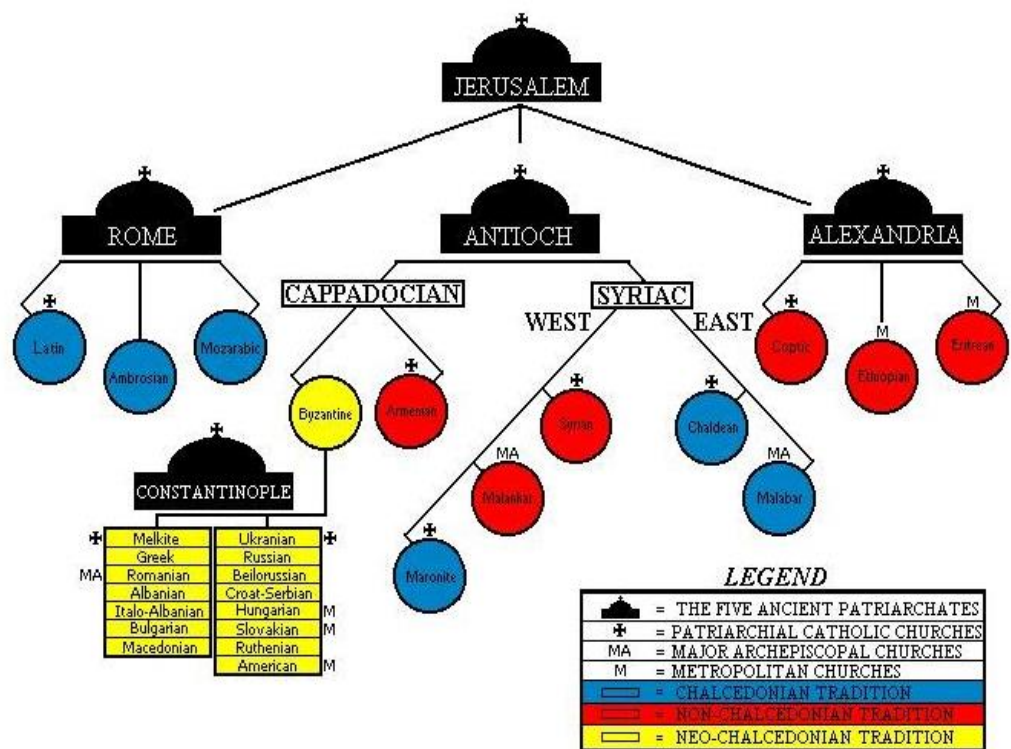 JERUSALEM
ROME
ANTIOCH
ALEXANDRIA
CAPPADOCIAN
SYRIAC
WEST
EAST
Latin
Ambrosian
Mozarabic
Byzantine
Armenian
Syrian
MA
Malankar
Maronite
Chaldean
MA
Malabar
Coptic
M
Ethiopian
M
Eritrean
CONSTANTINOPLE
Melkite
Greek
MA Romanian
Albanian
Italo-Albanian
Bulgarian
Macedonian
Ukranian
Russian
Beilorussian
Croat-Serbian
Hungarian M
Slovakian M
Ruthenian
American M
LEGEND
= THE FIVE ANCIENT PATRIARCHATES
= PATRIARCHIAL CATHOLIC CHURCHES
MA = MAJOR ARCHEPISCOPAL CHURCHES
M = METROPOLITAN CHURCHES
= CHALCEDONIAN TRADITION
= NON-CHALCEDONIAN TRADITION
= NEO-CHALCEDONIAN TRADITION